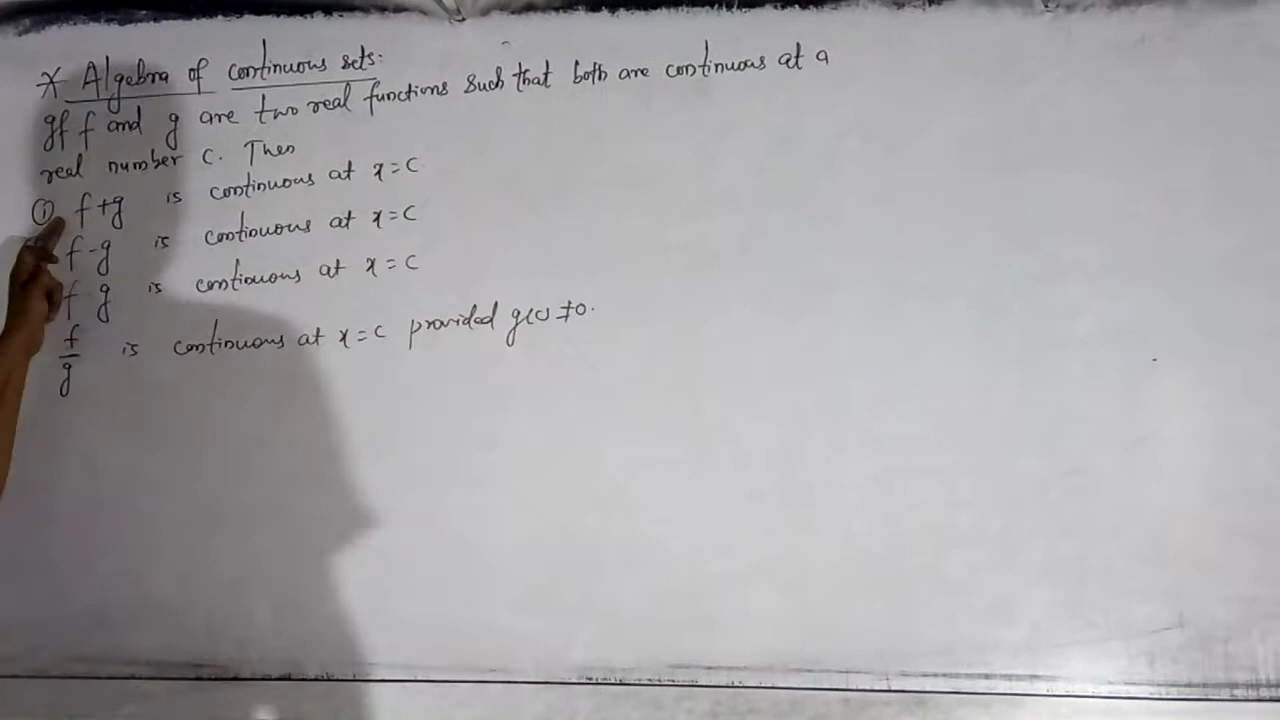 * Algebra of continuous sets:
If f and g are two real functions such that both are continuous at a
real number c. Then
① f+g is continuous at x=c
f-g is continuous at x=c
f g is continuous at x=c
f/g is continuous at x=c provided g(c) ≠0.